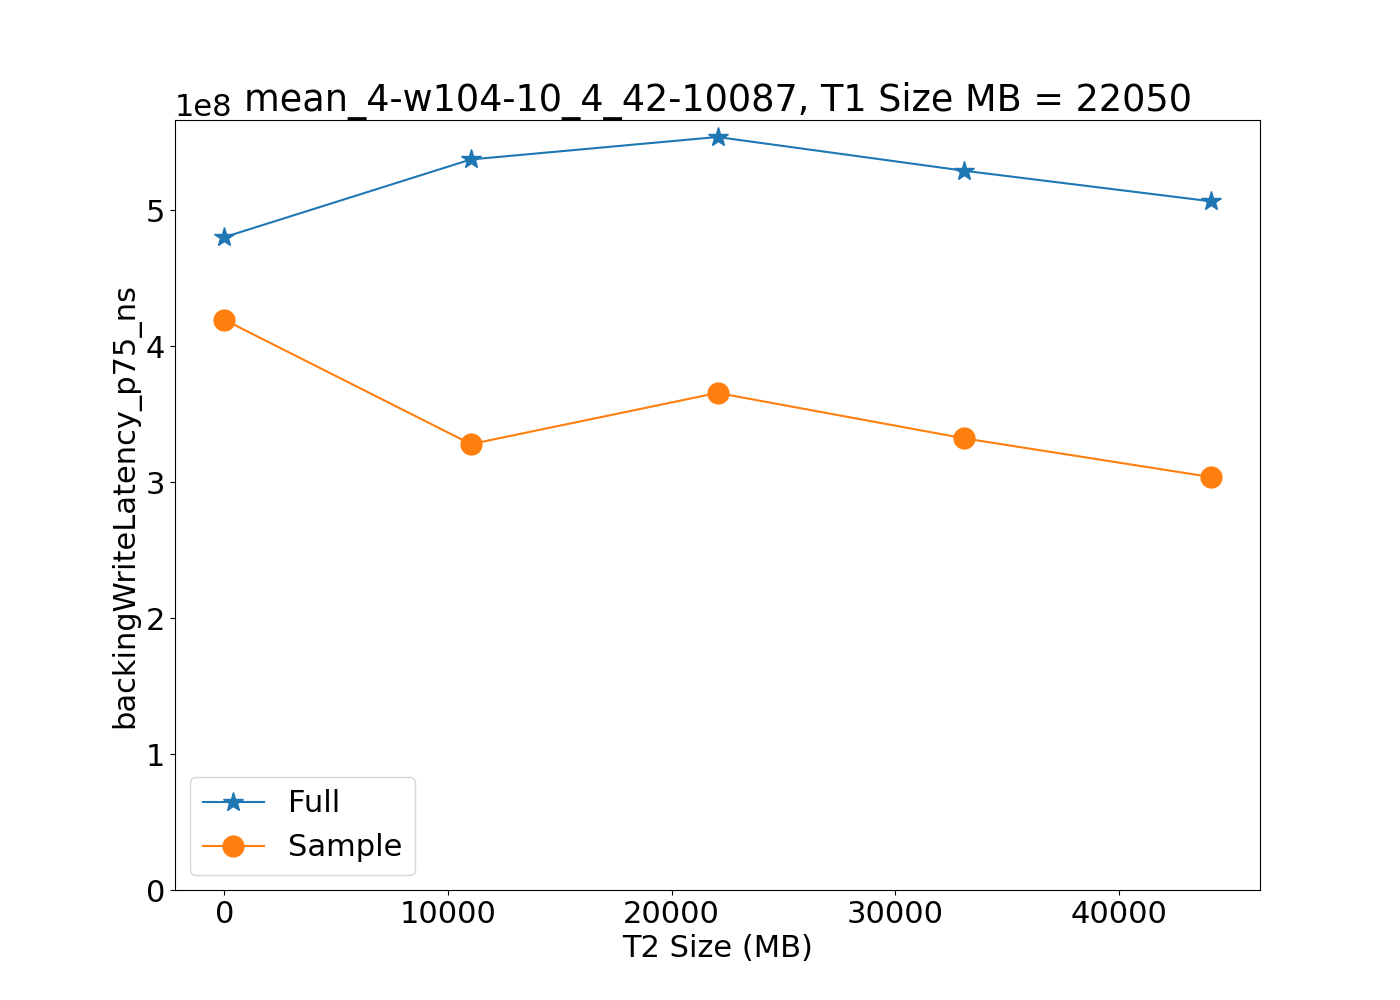 1e8
mean_4-w104-10_4_42-10087, T1 Size MB = 22050
backingWriteLatency_p75_ns
5
4
3
2
1
0
Full
Sample
0 10000 20000 30000 40000
T2 Size (MB)